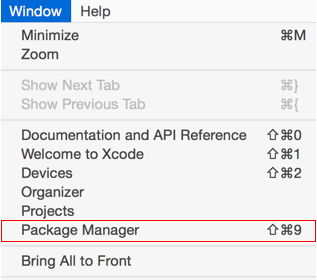 Window Help
Minimize ⌘M
Zoom
Show Next Tab ⌘}
Show Previous Tab ⌘{
Documentation and API Reference ⇧⌘0
Welcome to Xcode ⇧⌘1
Devices ⇧⌘2
Organizer
Projects
Package Manager ⇧⌘9
Bring All to Front